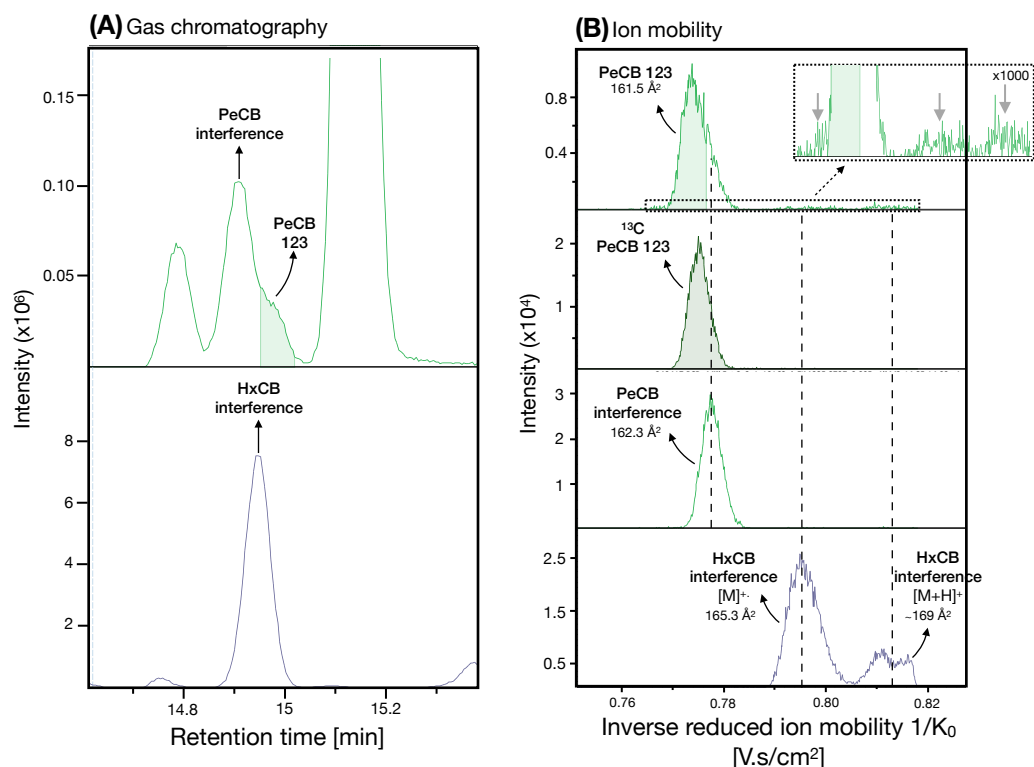 (A) Gas chromatography
Intensity (x10⁶)
0.15
0.10
0.05
PeCB
interference
PeCB
123
HxCB
interference
8
6
4
2
14.8
15
15.2
Retention time [min]
(B) Ion mobility
Intensity (x10⁴)
PeCB 123
161.5 Å²
0.8
0.4
x1000
¹³C
PeCB 123
2
1
PeCB
interference
162.3 Å²
3
2
1
HxCB
interference
[M]⁺·
165.3 Å²
HxCB
interference
[M+H]⁺
~169 Å²
2.5
1.5
0.5
0.76
0.78
0.80
0.82
Inverse reduced ion mobility 1/K₀
[V.s/cm²]